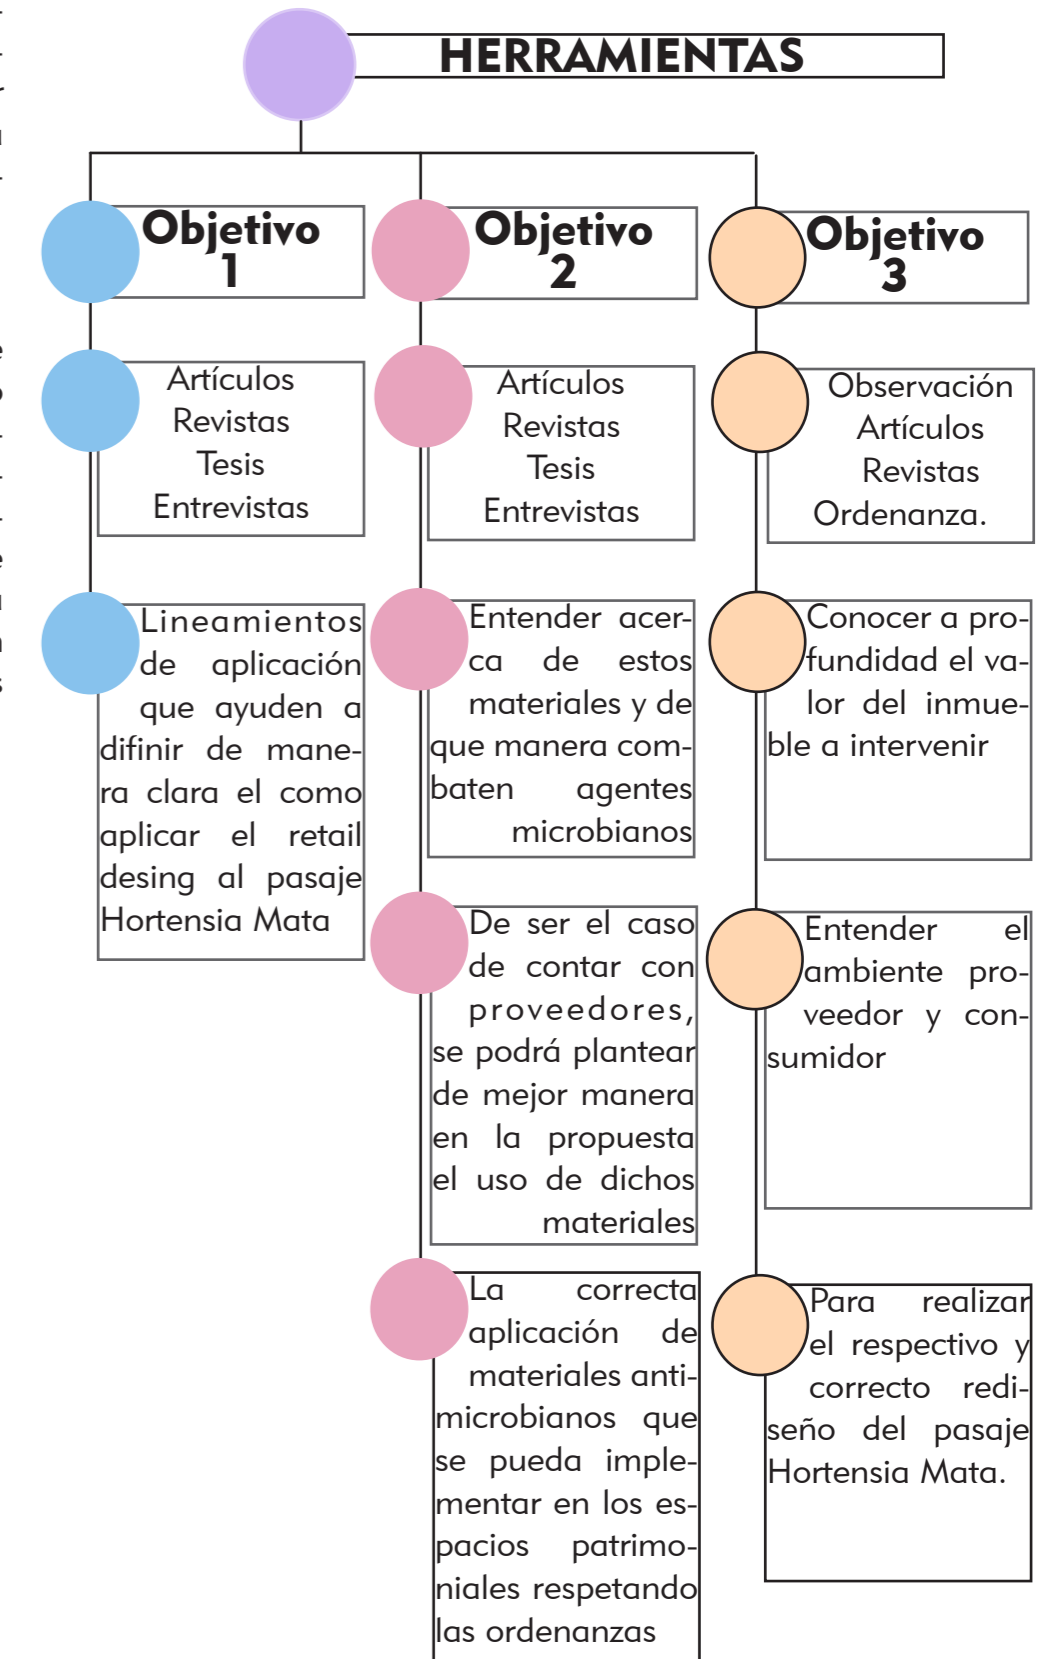 HERRAMIENTAS
Objetivo
1
Artículos
Revistas
Tesis
Entrevistas
Lineamientos
de aplicación
que ayuden a
difinir de mane-
ra clara el como
aplicar el retail
desing al pasaje
Hortensia Mata
Objetivo
2
Artículos
Revistas
Tesis
Entrevistas
Entender acer-
ca de estos
materiales y de
que manera com-
baten agentes
microbianos
De ser el caso
de contar con
proveedores,
se podrá plantear
de mejor manera
en la propuesta
el uso de dichos
materiales
La correcta
aplicación de
materiales anti-
microbianos que
se pueda imple-
mentar en los es-
pacios patrimo-
niales respetando
las ordenanzas
Objetivo
3
Observación
Artículos
Revistas
Ordenanza.
Conocer a pro-
fundidad el va-
lor del inmue-
ble a intervenir
Entender el
ambiente pro-
veedor y con-
sumidor
Para realizar
el respectivo y
correcto redi-
seño del pasaje
Hortensia Mata.